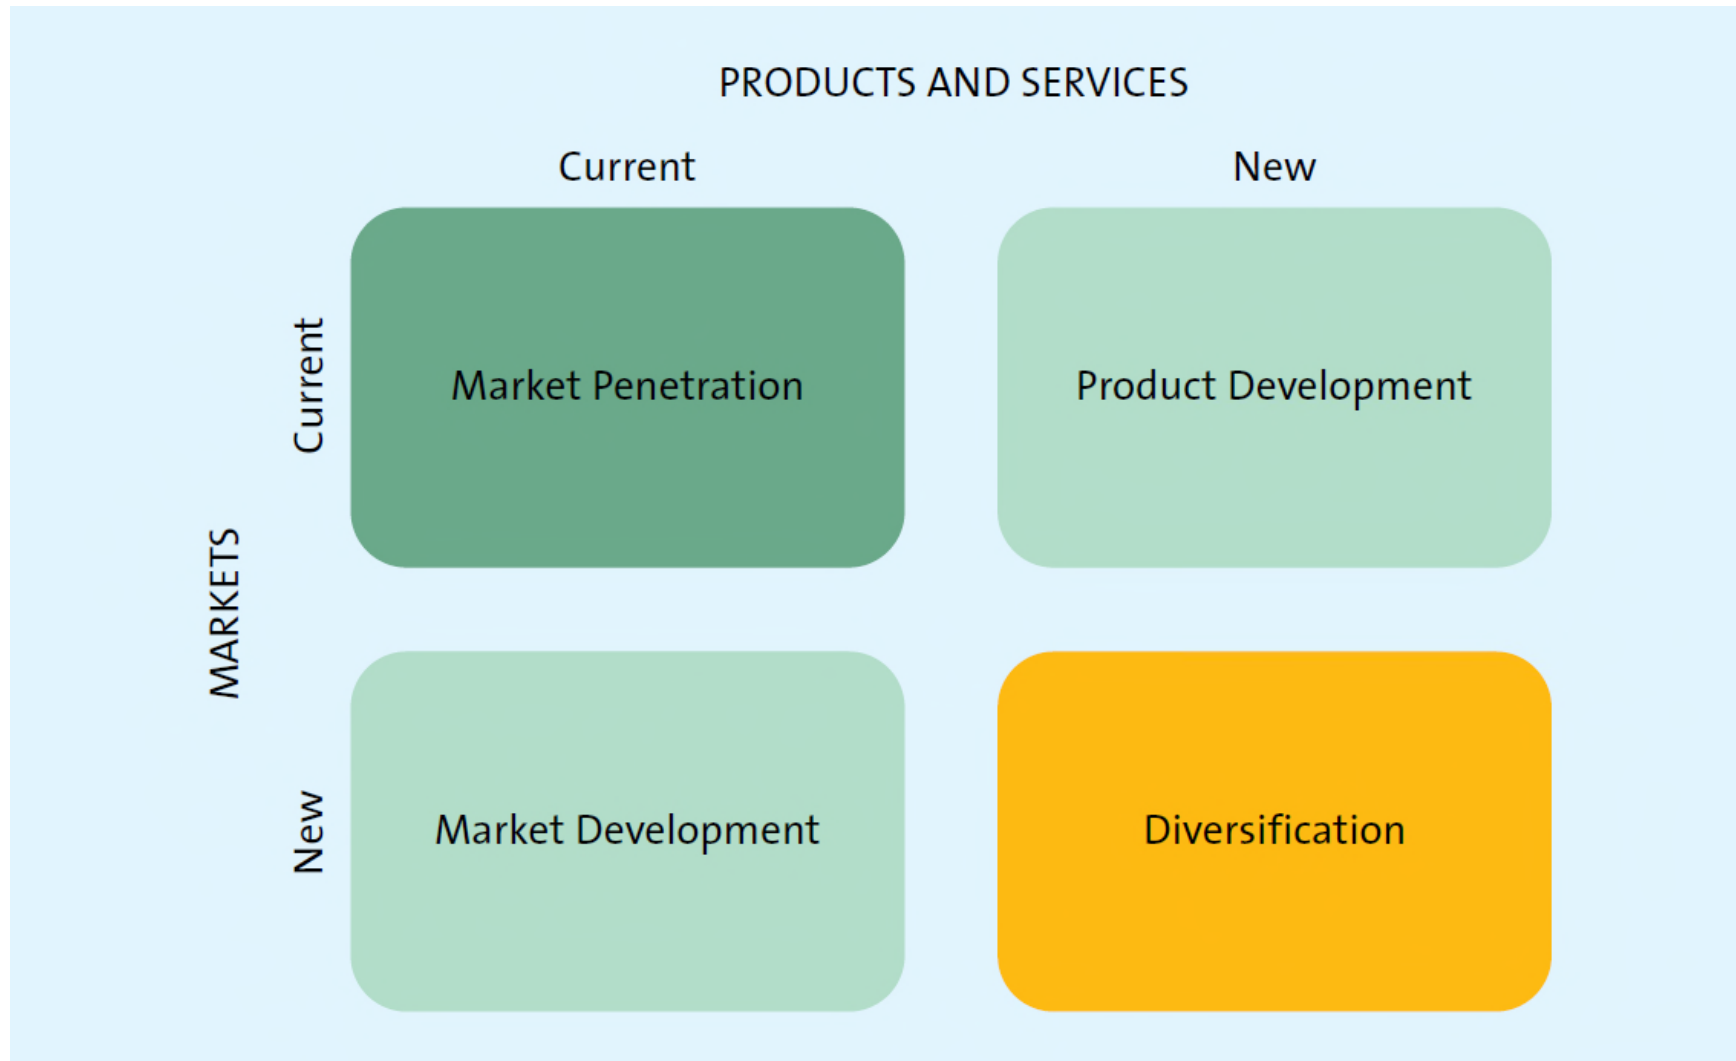 PRODUCTS AND SERVICES
Current
New
Current
Market Penetration
Product Development
MARKETS
New
Market Development
Diversification